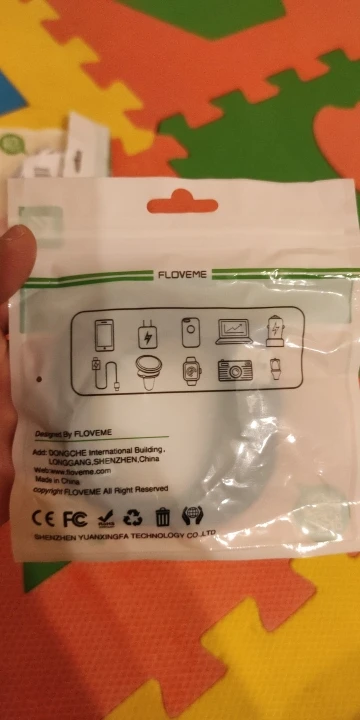 FLOVEME
Designed By FLOVEME
Add: DONGCHE International Building,
LONGGANG,SHENZHEN,China
Web:www.floveme.com
Made in China
copyright FLOVEME All Right Reserved
CE FC RoHS
SHENZHEN YUANXINGFA TECHNOLOGY CO.,LTD